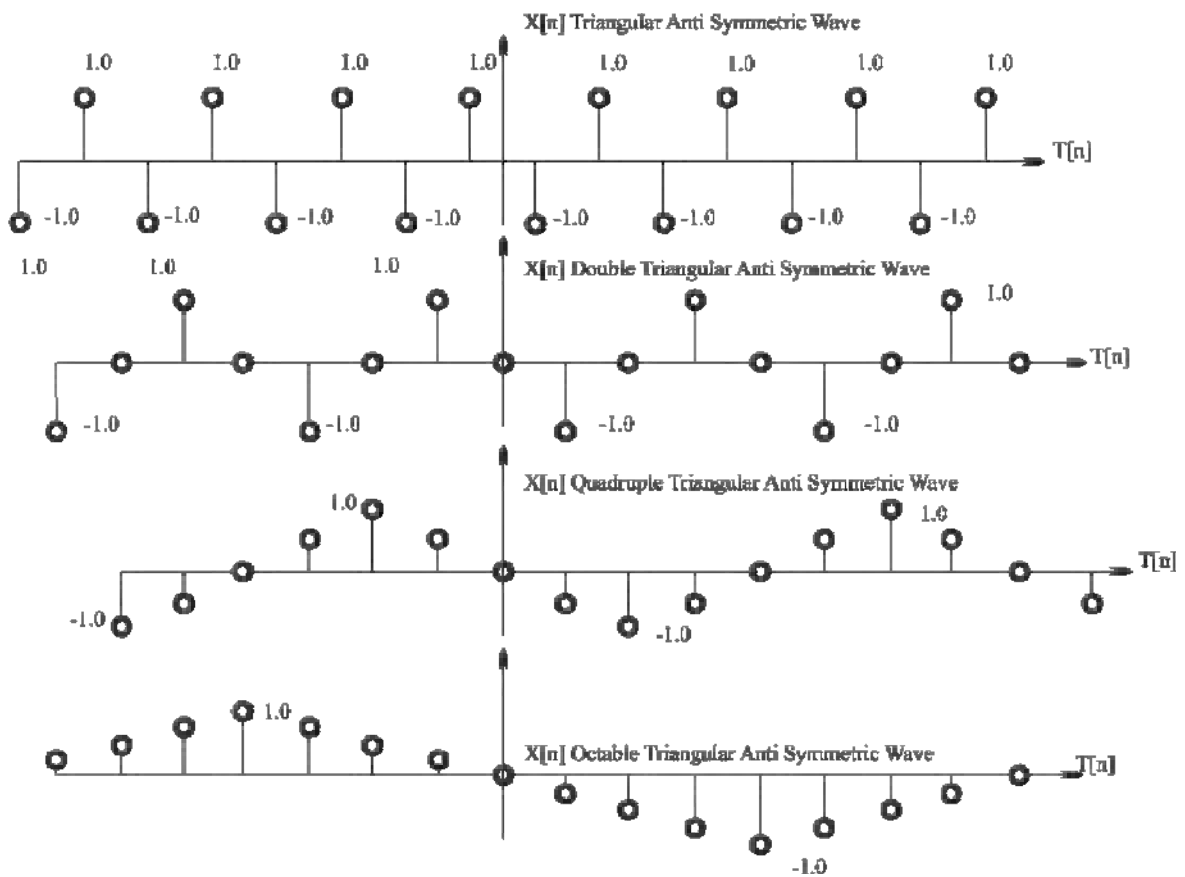 X[n] Triangular Anti Symmetric Wave
1.0 1.0 1.0 1.0 1.0 1.0 1.0 1.0
T[n]
-1.0 -1.0 -1.0 -1.0 -1.0 -1.0 -1.0 -1.0
1.0 1.0 1.0 X[n] Double Triangular Anti Symmetric Wave
1.0
T[n]
-1.0 -1.0 -1.0 -1.0
X[n] Quadruple Triangular Anti Symmetric Wave
1.0 1.0
T[n]
-1.0 -1.0
1.0
X[n] Octable Triangular Anti Symmetric Wave
T[n]
-1.0